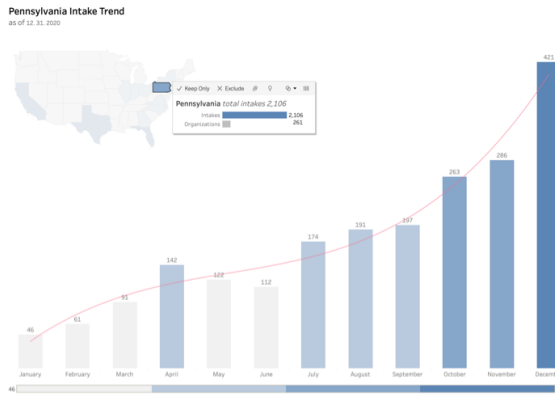 Pennsylvania Intake Trend
as of 12. 31. 2020
Keep Only Exclude
Pennsylvania total intakes 2,106
Intakes 2,106
Organizations 261
421
286
263
197
191
174
142
122
112
91
61
46
January February March April May June July August September October November Decem
46